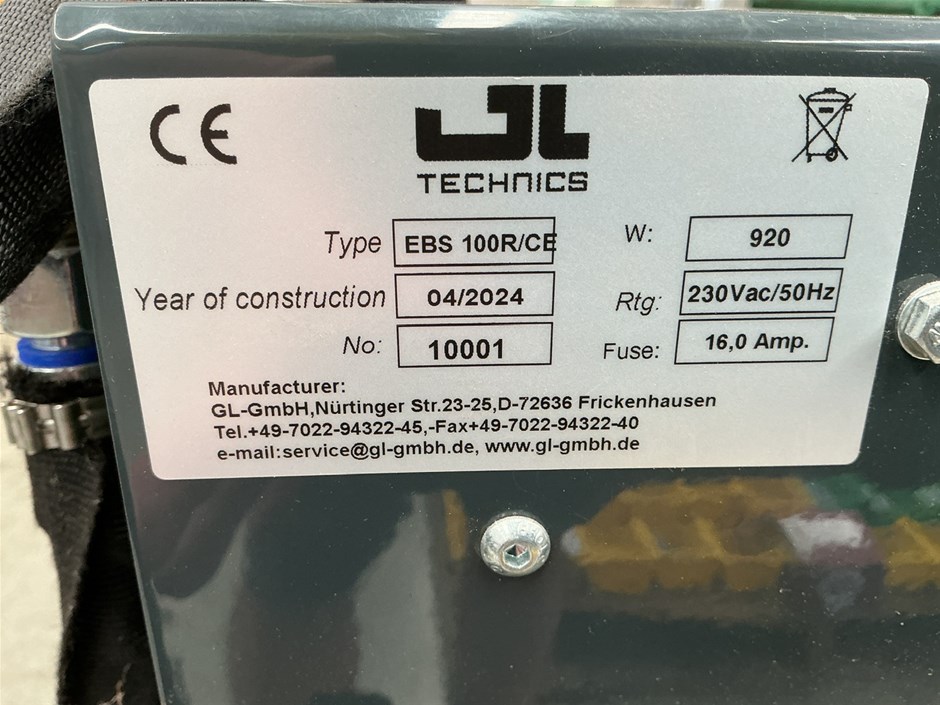 CE
GL
TECHNICS
Type EBS 100R/CE
Year of construction 04/2024
No: 10001
W: 920
Rtg: 230Vac/50Hz
Fuse: 16,0 Amp.
Manufacturer:
GL-GmbH,Nürtinger Str.23-25,D-72636 Frickenhausen
Tel.+49-7022-94322-45,-Fax+49-7022-94322-40
e-mail:service@gl-gmbh.de, www.gl-gmbh.de